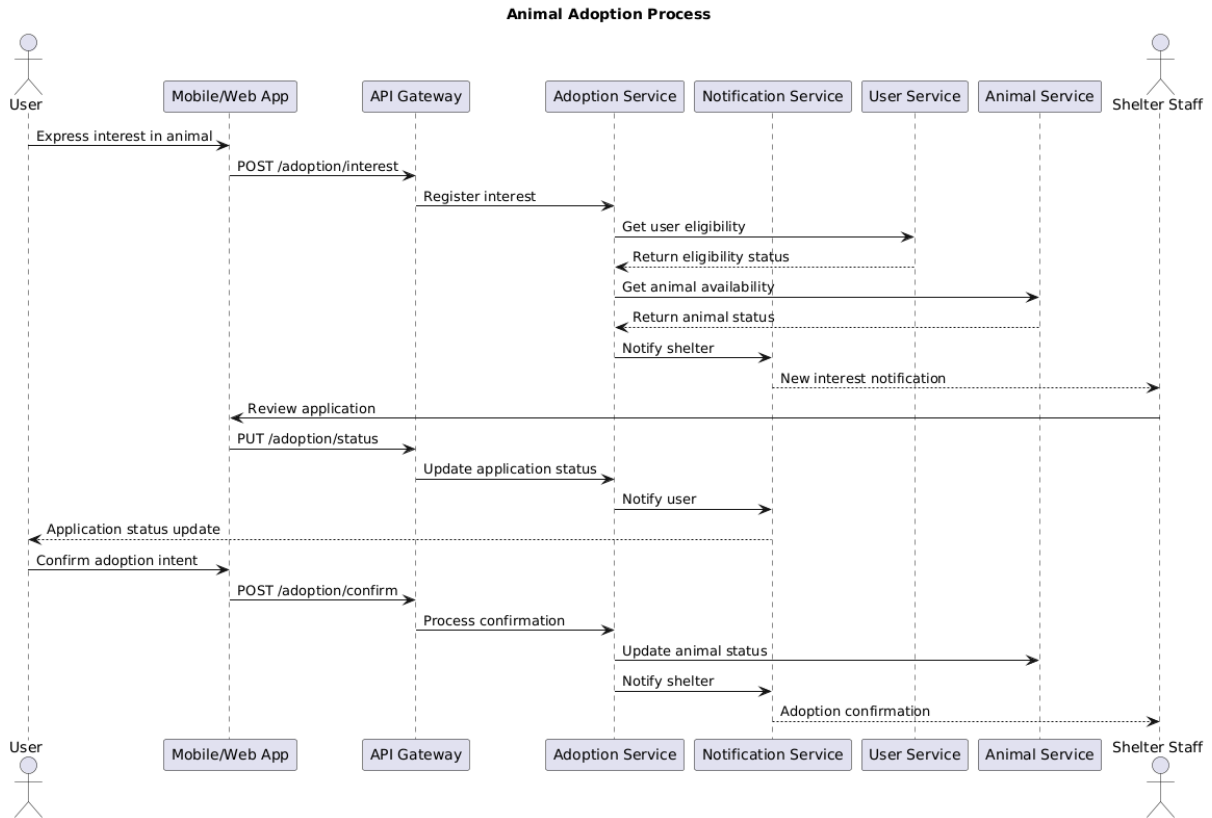 Animal Adoption Process
User
Mobile/Web App
API Gateway
Adoption Service
Notification Service
User Service
Animal Service
Shelter Staff
Express interest in animal
POST /adoption/interest
Register interest
Get user eligibility
Return eligibility status
Get animal availability
Return animal status
Notify shelter
New interest notification
Review application
PUT /adoption/status
Update application status
Notify user
Application status update
Confirm adoption intent
POST /adoption/confirm
Process confirmation
Update animal status
Notify shelter
Adoption confirmation
User
Mobile/Web App
API Gateway
Adoption Service
Notification Service
User Service
Animal Service
Shelter Staff